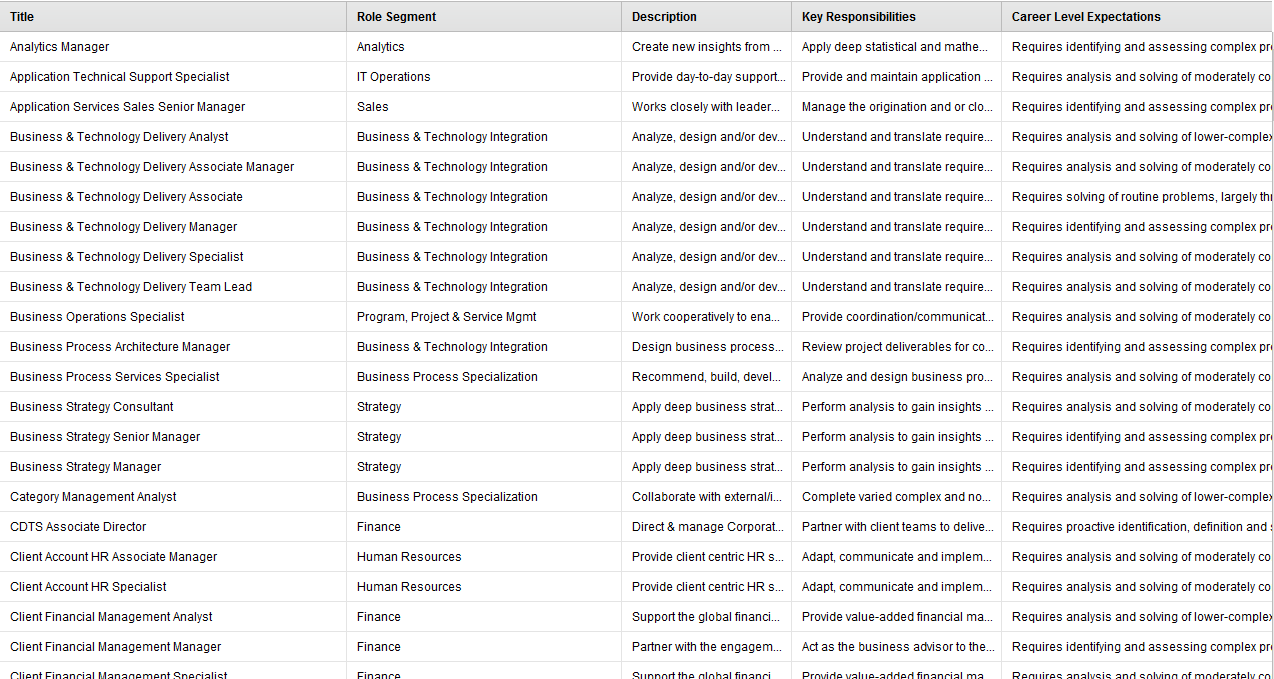 Title Role Segment Description Key Responsibilities Career Level Expectations
Analytics Manager Analytics Create new insights from ... Apply deep statistical and mathe... Requires identifying and assessing complex pr
Application Technical Support Specialist IT Operations Provide day-to-day support... Provide and maintain application ... Requires analysis and solving of moderately co
Application Services Sales Senior Manager Sales Works closely with leader... Manage the origination and or clo... Requires identifying and assessing complex pr
Business & Technology Delivery Analyst Business & Technology Integration Analyze, design and/or dev... Understand and translate require... Requires analysis and solving of lower-complex
Business & Technology Delivery Associate Manager Business & Technology Integration Analyze, design and/or dev... Understand and translate require... Requires analysis and solving of moderately co
Business & Technology Delivery Associate Business & Technology Integration Analyze, design and/or dev... Understand and translate require... Requires solving of routine problems, largely th
Business & Technology Delivery Manager Business & Technology Integration Analyze, design and/or dev... Understand and translate require... Requires identifying and assessing complex pr
Business & Technology Delivery Specialist Business & Technology Integration Analyze, design and/or dev... Understand and translate require... Requires analysis and solving of moderately co
Business & Technology Delivery Team Lead Business & Technology Integration Analyze, design and/or dev... Understand and translate require... Requires analysis and solving of moderately co
Business Operations Specialist Program, Project & Service Mgmt Work cooperatively to ena... Provide coordination/communicat... Requires analysis and solving of moderately co
Business Process Architecture Manager Business & Technology Integration Design business process... Review project deliverables for co... Requires identifying and assessing complex pr
Business Process Services Specialist Business Process Specialization Recommend, build, devel... Analyze and design business pro... Requires analysis and solving of moderately co
Business Strategy Consultant Strategy Apply deep business strat... Perform analysis to gain insights ... Requires analysis and solving of moderately co
Business Strategy Senior Manager Strategy Apply deep business strat... Perform analysis to gain insights ... Requires identifying and assessing complex pr
Business Strategy Manager Strategy Apply deep business strat... Perform analysis to gain insights ... Requires identifying and assessing complex pr
Category Management Analyst Business Process Specialization Collaborate with external/i... Complete varied complex and no... Requires analysis and solving of lower-complex
CDTS Associate Director Finance Direct & manage Corporat... Partner with client teams to delive... Requires proactive identification, definition and s
Client Account HR Associate Manager Human Resources Provide client centric HR s... Adapt, communicate and implem... Requires analysis and solving of moderately co
Client Account HR Specialist Human Resources Provide client centric HR s... Adapt, communicate and implem... Requires analysis and solving of moderately co
Client Financial Management Analyst Finance Support the global financi... Provide value-added financial ma... Requires analysis and solving of lower-complex
Client Financial Management Manager Finance Partner with the engagem... Act as the business advisor to the... Requires identifying and assessing complex pr
Client Financial Management Specialist Finance Support the global financi... Provide value-added financial ma... Requires analysis and solving of moderately co